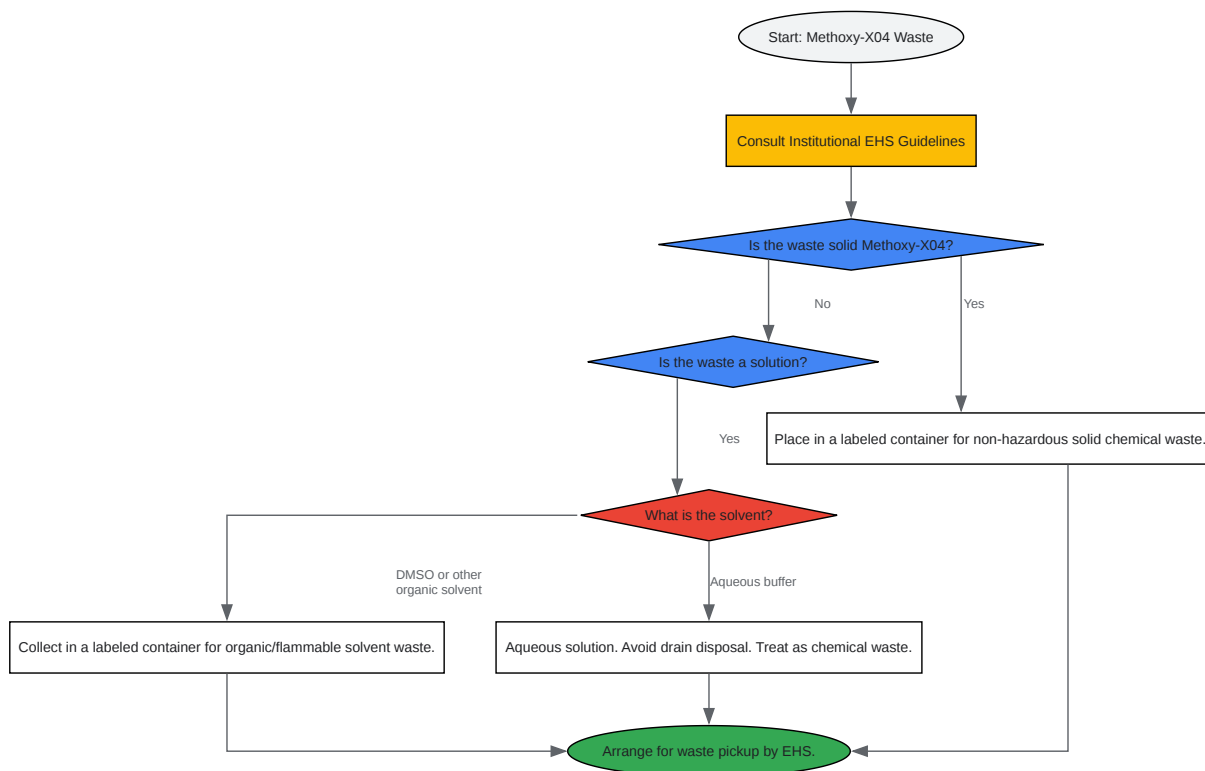 Start: Methoxy-X04 Waste
Consult Institutional EHS Guidelines
Is the waste solid Methoxy-X04?
No
Yes
Is the waste a solution?
Yes
Place in a labeled container for non-hazardous solid chemical waste.
What is the solvent?
DMSO or other
organic solvent
Aqueous buffer
Collect in a labeled container for organic/flammable solvent waste.
Aqueous solution. Avoid drain disposal. Treat as chemical waste.
Arrange for waste pickup by EHS.